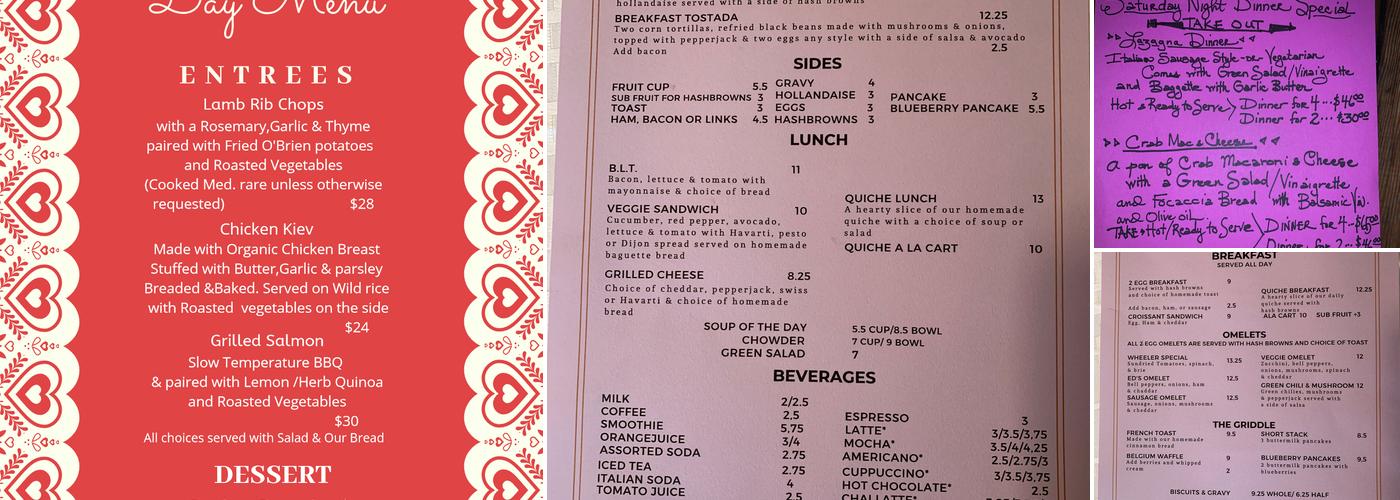 Day Menu
ENTREES
Lamb Rib Chops
with a Rosemary,Garlic & Thyme
paired with Fried O'Brien potatoes
and Roasted Vegetables
(Cooked Med. rare unless otherwise
requested) $28
Chicken Kiev
Made with Organic Chicken Breast
Stuffed with Butter,Garlic & parsley
Breaded &Baked. Served on Wild rice
with Roasted vegetables on the side
$24
Grilled Salmon
Slow Temperature BBQ
& paired with Lemon /Herb Quinoa
and Roasted Vegetables
$30
All choices served with Salad & Our Bread
DESSERT
hollandaise served with a side of hash browns
BREAKFAST TOSTADA 12.25
Two corn tortillas, refried black beans made with mushrooms & onions,
topped with pepperjack & two eggs any style with a side of salsa & avocado
Add bacon 2.5
SIDES
FRUIT CUP 5.5
SUB FRUIT FOR HASHBROWNS 3
TOAST 3
HAM, BACON OR LINKS 4.5
GRAVY 4
HOLLANDAISE 3
EGGS 3
HASHBROWNS 3
PANCAKE 3
BLUEBERRY PANCAKE 5.5
LUNCH
B.L.T. 11
Bacon, lettuce & tomato with
mayonnaise & choice of bread
VEGGIE SANDWICH 10
Cucumber, red pepper, avocado,
lettuce & tomato with Havarti, pesto
or Dijon spread served on homemade
baguette bread
GRILLED CHEESE 8.25
Choice of cheddar, pepperjack, swiss
or Havarti & choice of homemade
bread
QUICHE LUNCH 13
A hearty slice of our homemade
quiche with a choice of soup or
salad
QUICHE A LA CART 10
SOUP OF THE DAY 5.5 CUP/8.5 BOWL
CHOWDER 7 CUP/ 9 BOWL
GREEN SALAD 7
BEVERAGES
MILK 2/2.5
COFFEE 2.5
SMOOTHIE 5.75
ORANGEJUICE 3/4
ASSORTED SODA 2.75
ICED TEA 2.75
ITALIAN SODA 4
TOMATO JUICE 2.5
ESPRESSO 3
LATTE* 3/3.5/3.75
MOCHA* 3.5/4/4.25
AMERICANO* 2.5/2.75/3
CUPPUCCINO* 3/3.5/3.75
HOT CHOCOLATE* 2.5
CHAI LATTE*
Saturday Night Dinner Special
TAKE OUT
Lazagna Dinner
Italian Sausage Style-or Vegetarian
Comes with Green Salad/Vinaigrette
and Baggette with Garlic Butter
Hot & Ready to Serve> Dinner for 4...$46.00
Dinner for 2...$30.00
Crab Mac & Cheese
A pan of Crab Macaroni & Cheese
with a Green Salad/Vinaigrette
and Focaccia Bread with Balsamic Vin.
and Olive oil
Hot/Ready to Serve> DINNER for 4-
Dinner for 2...
BREAKFAST
SERVED ALL DAY
2 EGG BREAKFAST 9
Served with hash browns
and choice of homemade toast
Add bacon, ham, or sausage 2.5
CROISSANT SANDWICH 9
Egg, Ham & cheddar
QUICHE BREAKFAST 12.25
A hearty slice of our daily
quiche served with
hash browns
ALA CART 10 SUB FRUIT +3
OMELETS
ALL 2 EGG OMELETS ARE SERVED WITH HASH BROWNS AND CHOICE OF TOAST
WHEELER SPECIAL 13.25
Sundried Tomatoes, spinach,
& brie
ED'S OMELET 12.5
Bell peppers, onions, ham
& cheddar
SAUSAGE OMELET 12.5
Sausage, onions, mushrooms
& cheddar
VEGGIE OMELET 12
Zucchini, bell peppers,
onions, mushrooms, spinach
& cheddar
GREEN CHILI & MUSHROOM 12
Green chilies, mushrooms
& pepperjack served with
a side of salsa
THE GRIDDLE
FRENCH TOAST 9.5
Made with our homemade
cinnamon bread
BELGIUM WAFFLE 9
Add berries and whipped
cream 2
SHORT STACK 8.5
3 buttermilk pancakes
BLUEBERRY PANCAKES 9.5
2 buttermilk pancakes with
blueberries
BISCUITS & GRAVY 9.25 WHOLE/ 6.25 HALF